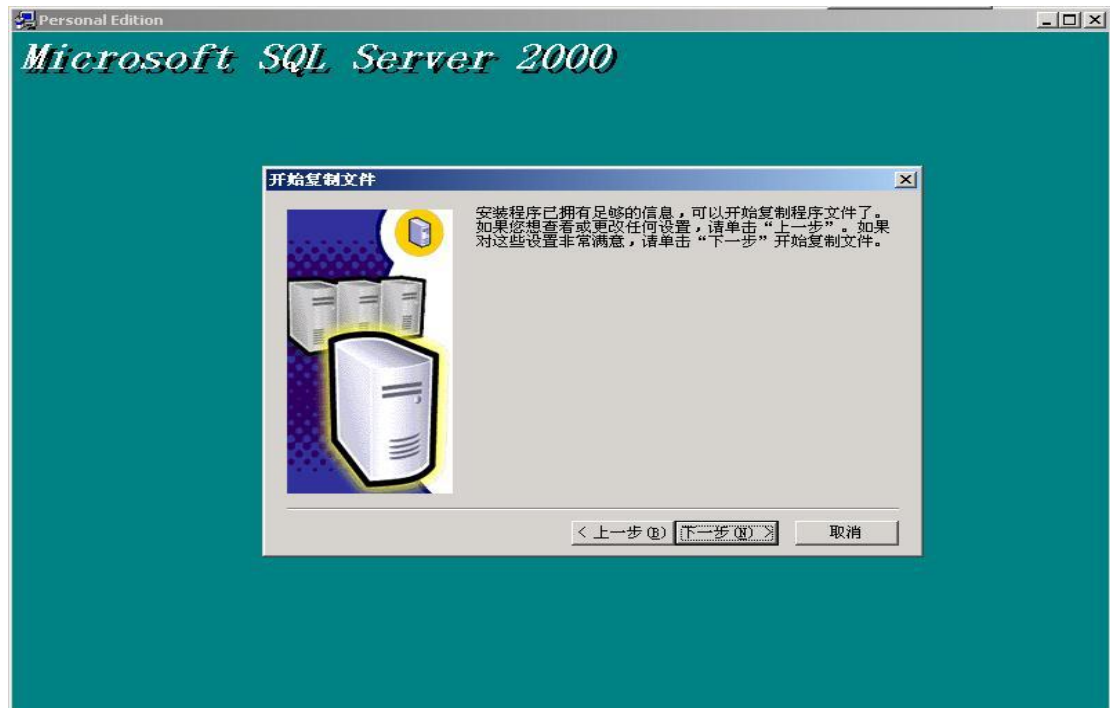 Personal Edition
Microsoft SQL Server 2000
开始复制文件
安装程序已拥有足够的信息，可以开始复制程序文件了。
如果您想查看或更改任何设置，请单击“上一步”。如果
对这些设置非常满意，请单击“下一步”开始复制文件。
< 上一步(B) 下一步(N) > 取消